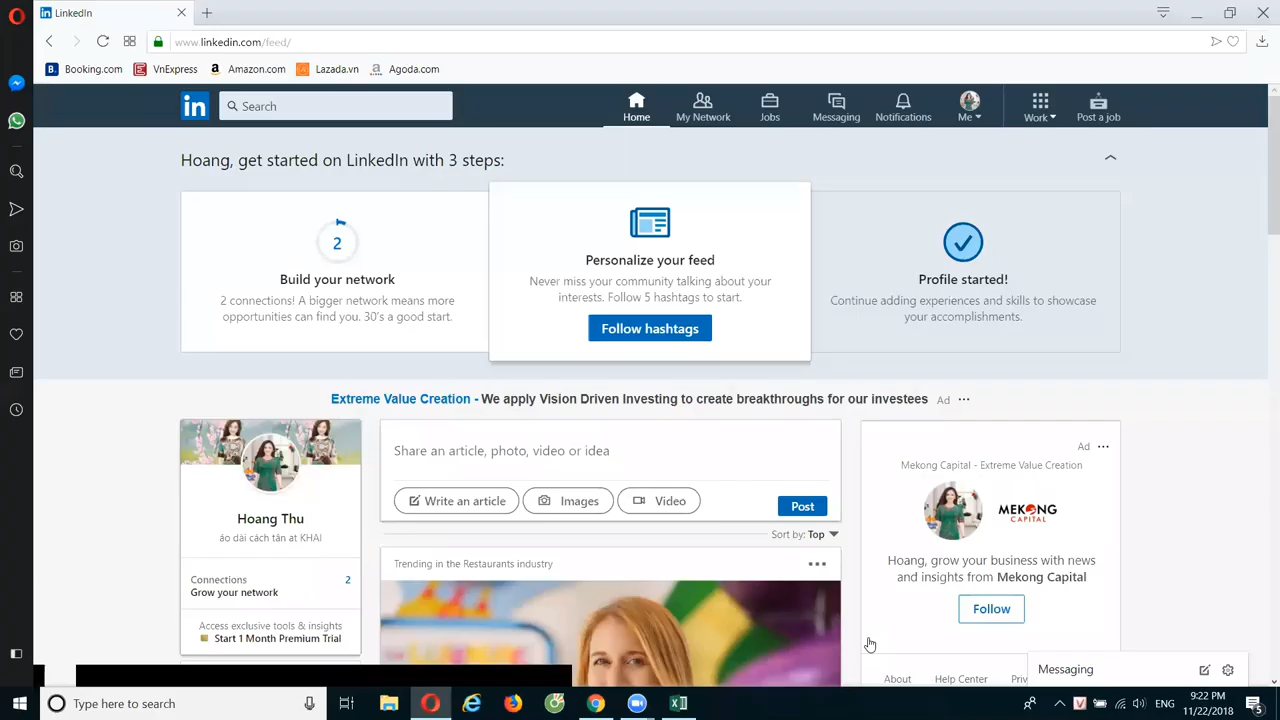 LinkedIn
www.linkedin.com/feed/
Booking.com
VnExpress
Amazon.com
Lazada.vn
Agoda.com
in
Search
Home
My Network
Jobs
Messaging
Notifications
Me
Work
Post a job
Hoang, get started on LinkedIn with 3 steps:
2
Build your network
2 connections! A bigger network means more
opportunities can find you. 30's a good start.
Personalize your feed
Never miss your community talking about your
interests. Follow 5 hashtags to start.
Follow hashtags
Profile started!
Continue adding experiences and skills to showcase
your accomplishments.
Extreme Value Creation - We apply Vision Driven Investing to create breakthroughs for our investees Ad ...
Hoang Thu
áo dài cách tân at KHAI
Connections 2
Grow your network
Access exclusive tools & insights
Start 1 Month Premium Trial
Share an article, photo, video or idea
Write an article
Images
Video
Post
Sort by: Top
Trending in the Restaurants industry
Ad ...
Mekong Capital - Extreme Value Creation
MEKONG
CAPITAL
Hoang, grow your business with news
and insights from Mekong Capital
Follow
About
Help Center
Priv
Messaging
Type here to search
ENG
9:22 PM
11/22/2018
5